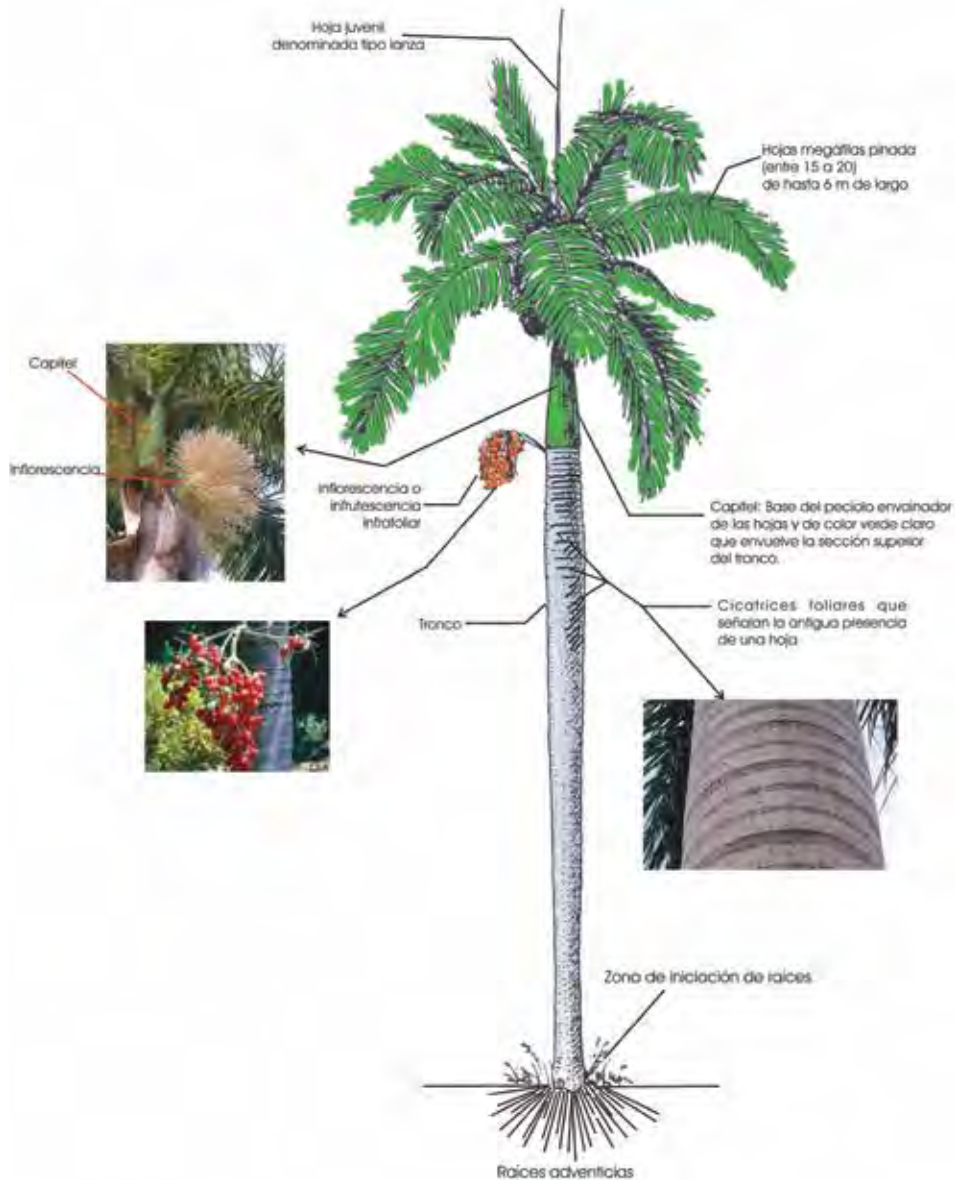 Hoja juvenil
denominada tipo lanza
Hojas megáfilas pinada
(entre 15 a 20)
de hasta 6 m de largo
Capitel
Inflorescencia
Inflorescencia o
infrutescencia
infrafoliar
Capitel: Base del pecíolo envainador
de las hojas y de color verde claro
que envuelve la sección superior
del tronco.
Tronco
Cicatrices foliares que
señalan la antigua presencia
de una hoja
Zona de iniciación de raíces
Raíces adventicias